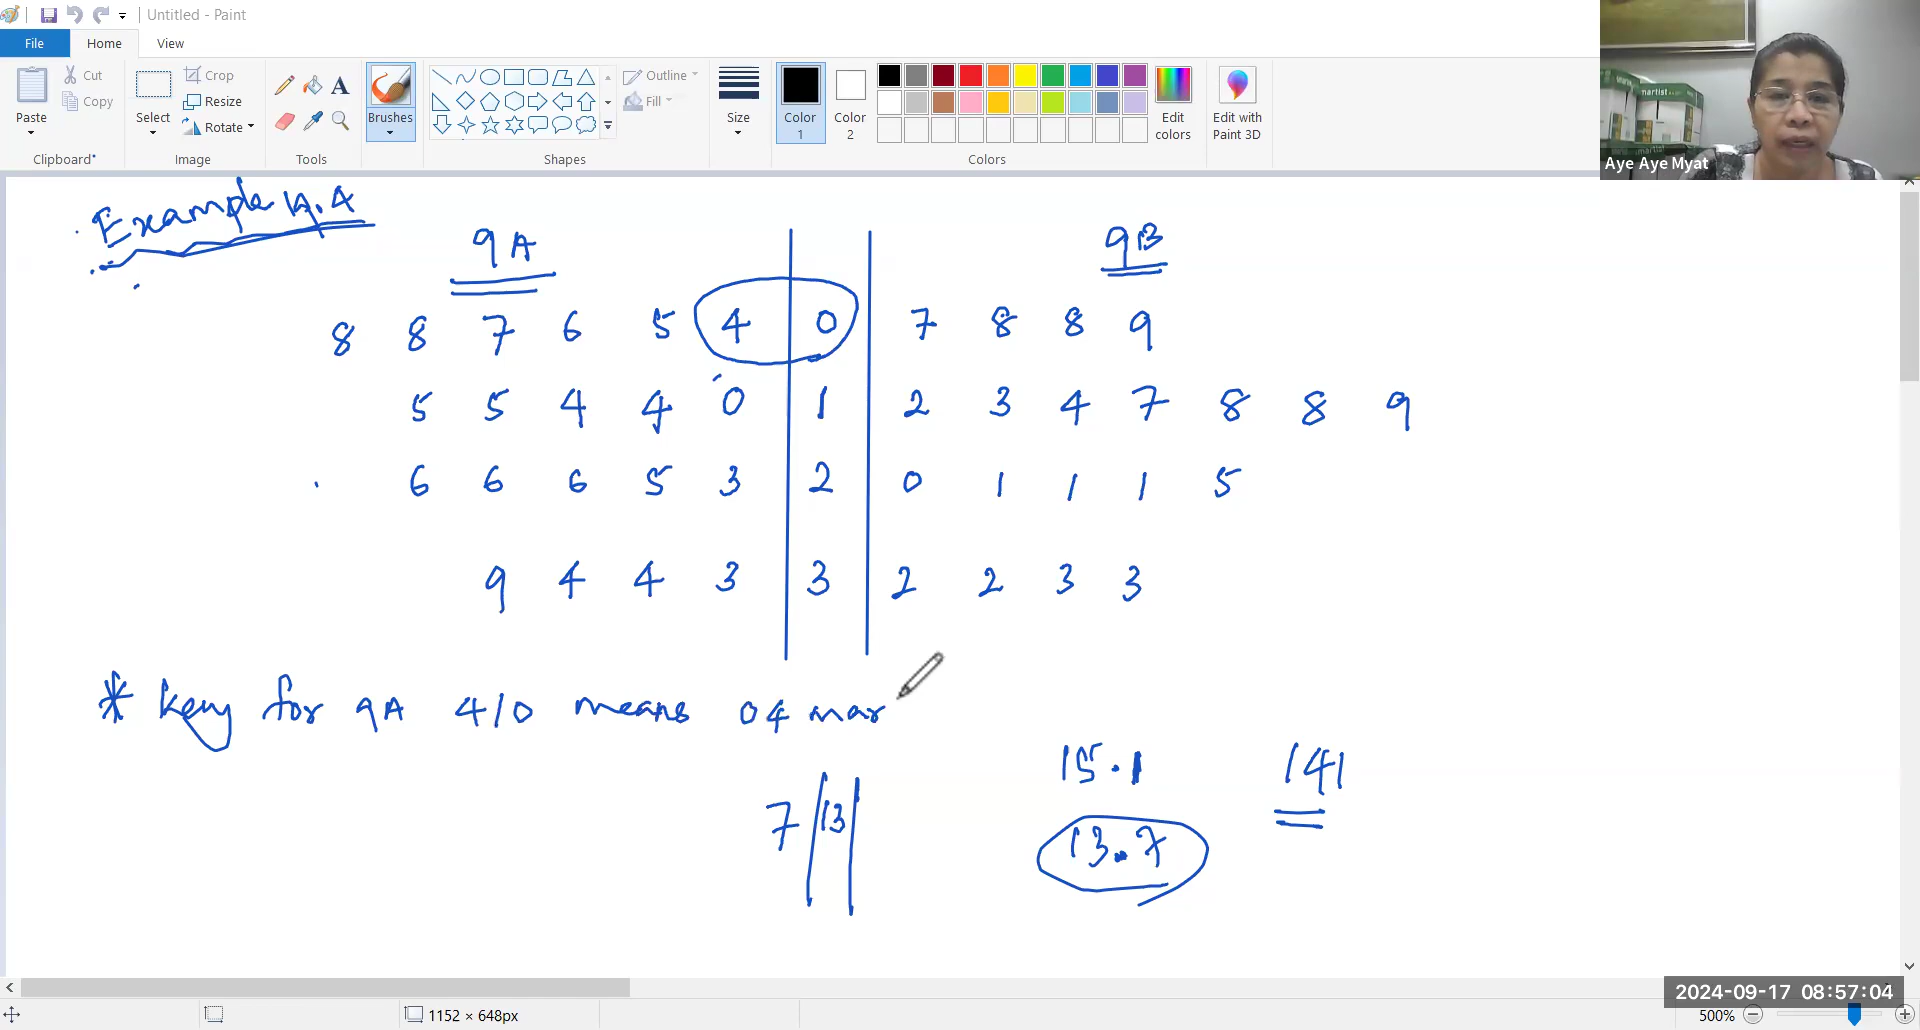 Untitled - Paint
File Home View
Cut Copy Paste Clipboard
Crop Resize Rotate Select Image
Tools
Brushes
Outline Fill Shapes
Size
Color 1 Color 2 Edit colors Edit with Paint 3D Colors
Aye Aye Myat
Example 14.4
9A 9B
8 8 7 6 5 4 0 7 8 8 9
5 5 4 4 0 1 2 3 4 7 8 8 9
6 6 6 5 3 2 0 1 1 1 5
9 4 4 3 3 2 2 3 3
* key for 9A 4/0 means 04 mar
15.1 141
7 | 13 | 13.7
2024-09-17 08:57:04
1152 × 648px 500%